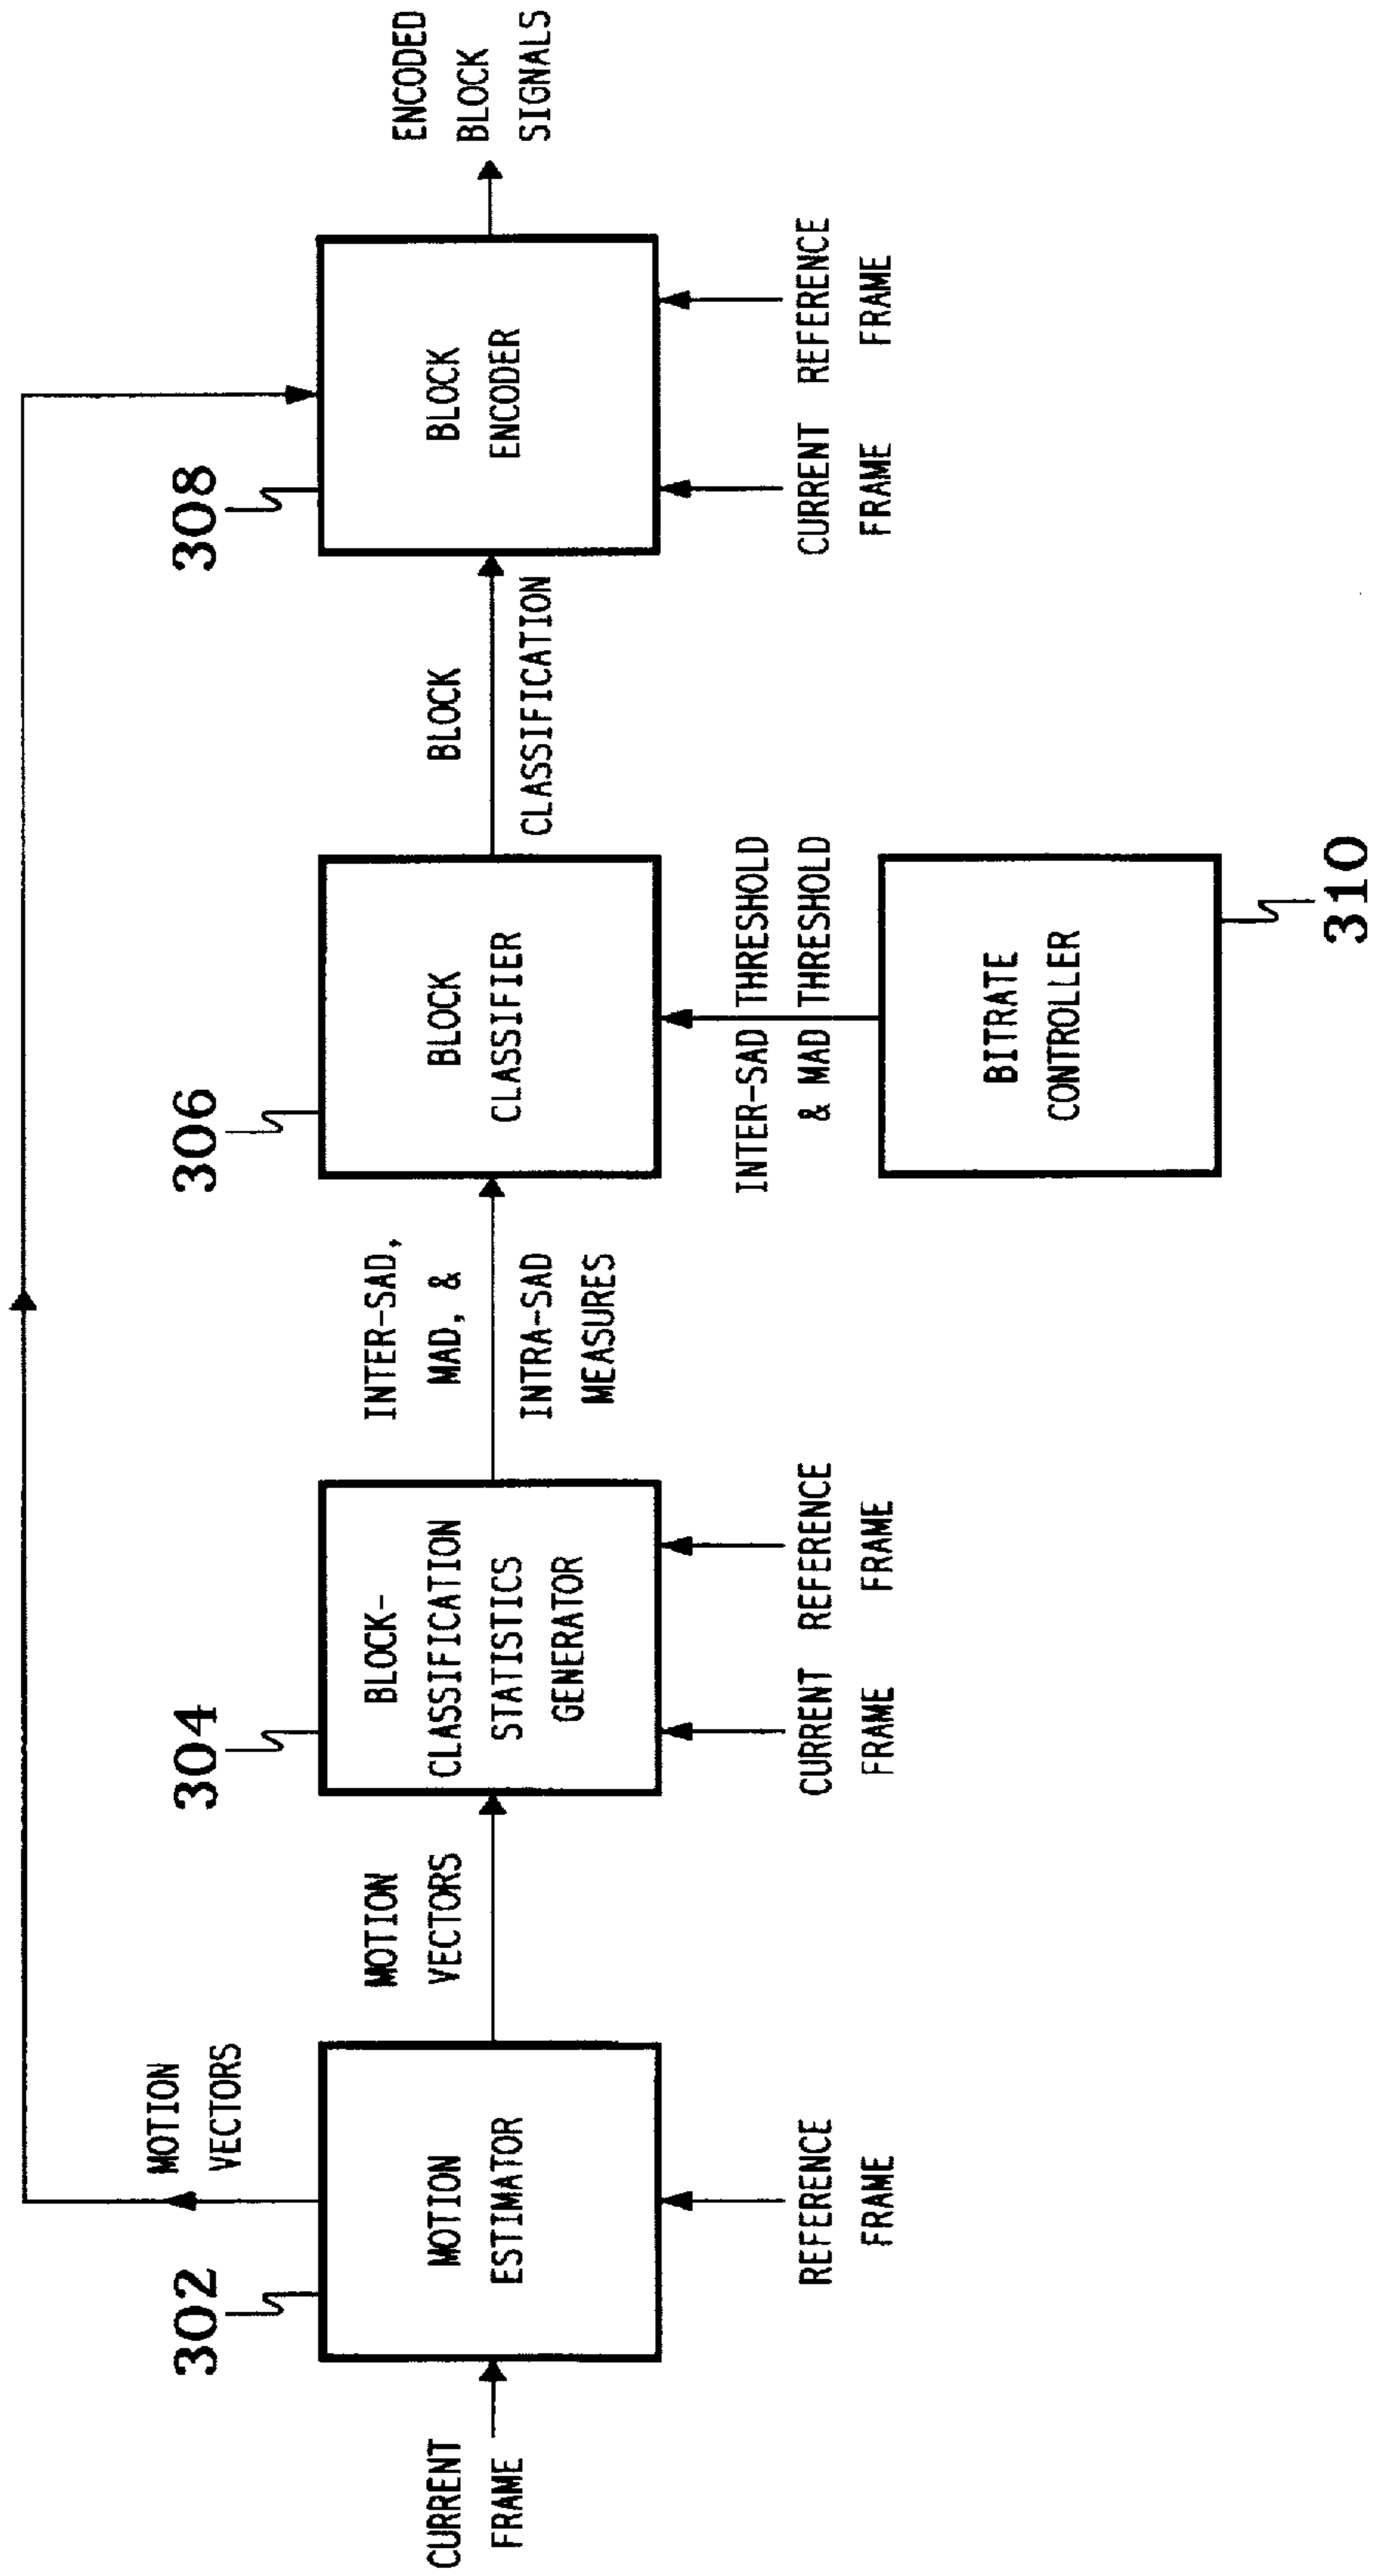 MOTION
VECTORS
302
304
306
308
CURRENT
FRAME
MOTION
ESTIMATOR
REFERENCE
FRAME
MOTION
VECTORS
BLOCK-
CLASSIFICATION
STATISTICS
GENERATOR
CURRENT
FRAME
REFERENCE
FRAME
INTER-SAD,
MAD, &
INTRA-SAD
MEASURES
BLOCK
CLASSIFIER
INTER-SAD THRESHOLD
& MAD THRESHOLD
BITRATE
CONTROLLER
310
BLOCK
CLASSIFICATION
BLOCK
ENCODER
CURRENT
FRAME
REFERENCE
FRAME
ENCODED
BLOCK
SIGNALS